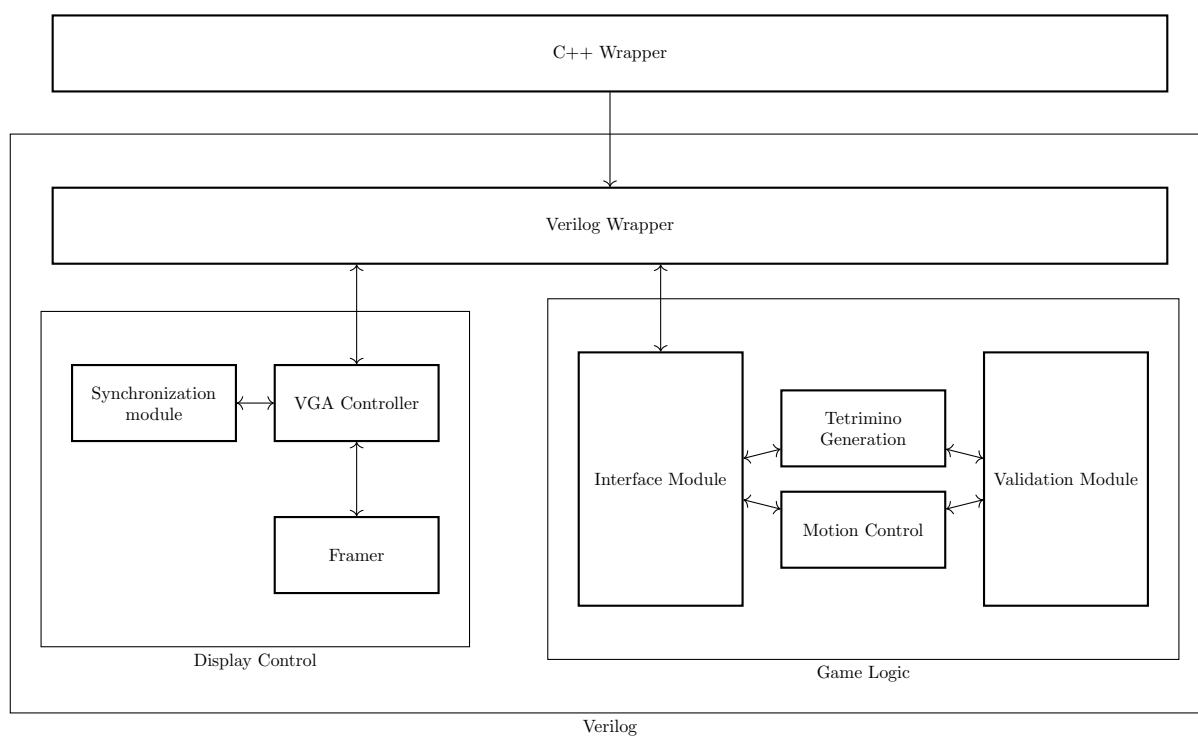 C++ Wrapper
Verilog Wrapper
Synchronization
module
VGA Controller
Framer
Display Control
Interface Module
Tetrimino
Generation
Motion Control
Validation Module
Game Logic
Verilog